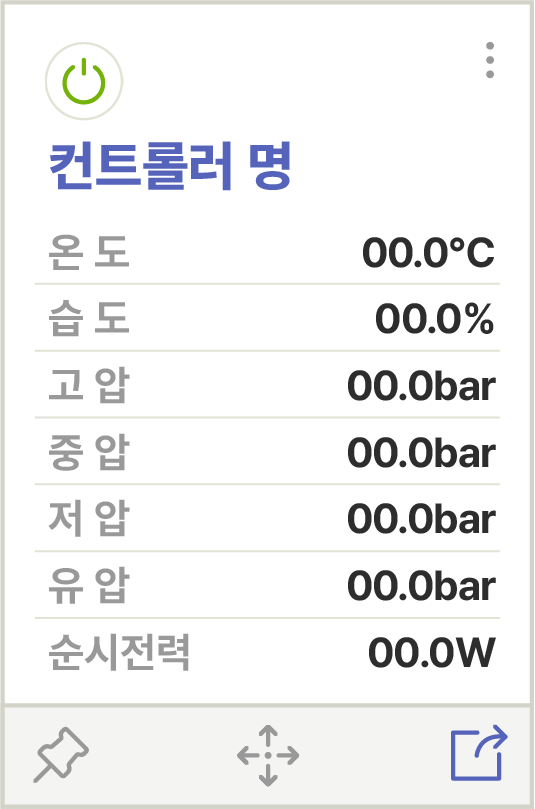 컨트롤러 명
온 도 00.0°C
습 도 00.0%
고 압 00.0bar
중 압 00.0bar
저 압 00.0bar
유 압 00.0bar
순시전력 00.0W